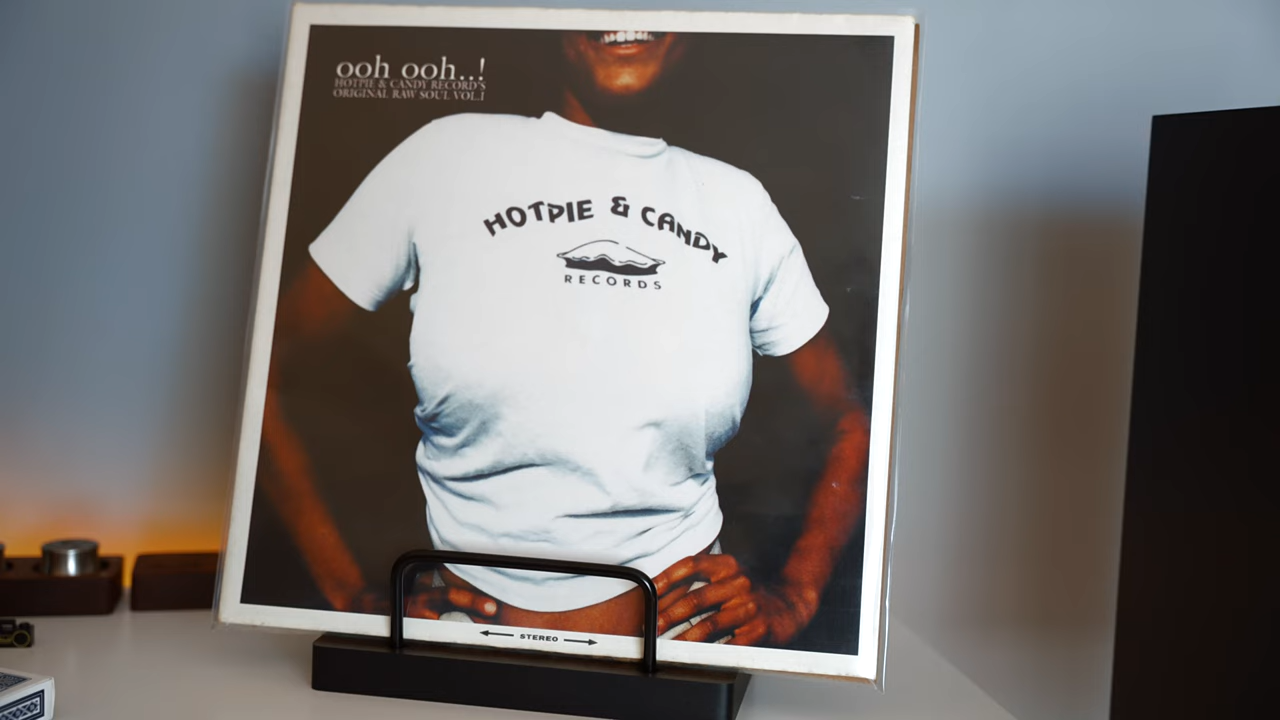 ooh ooh..!
HOTPIE & CANDY RECORD'S
ORIGINAL RAW SOUL VOL.1
HOTPIE & CANDY
RECORDS
STEREO